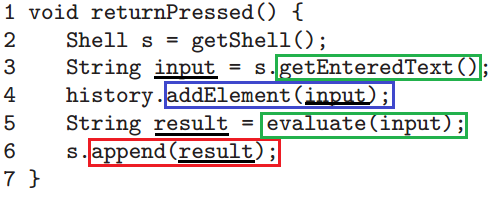 1 void returnPressed() {
2 Shell s = getShell();
3 String input = s.getEnteredText();
4 history.addElement(input);
5 String result = evaluate(input);
6 s.append(result);
7 }